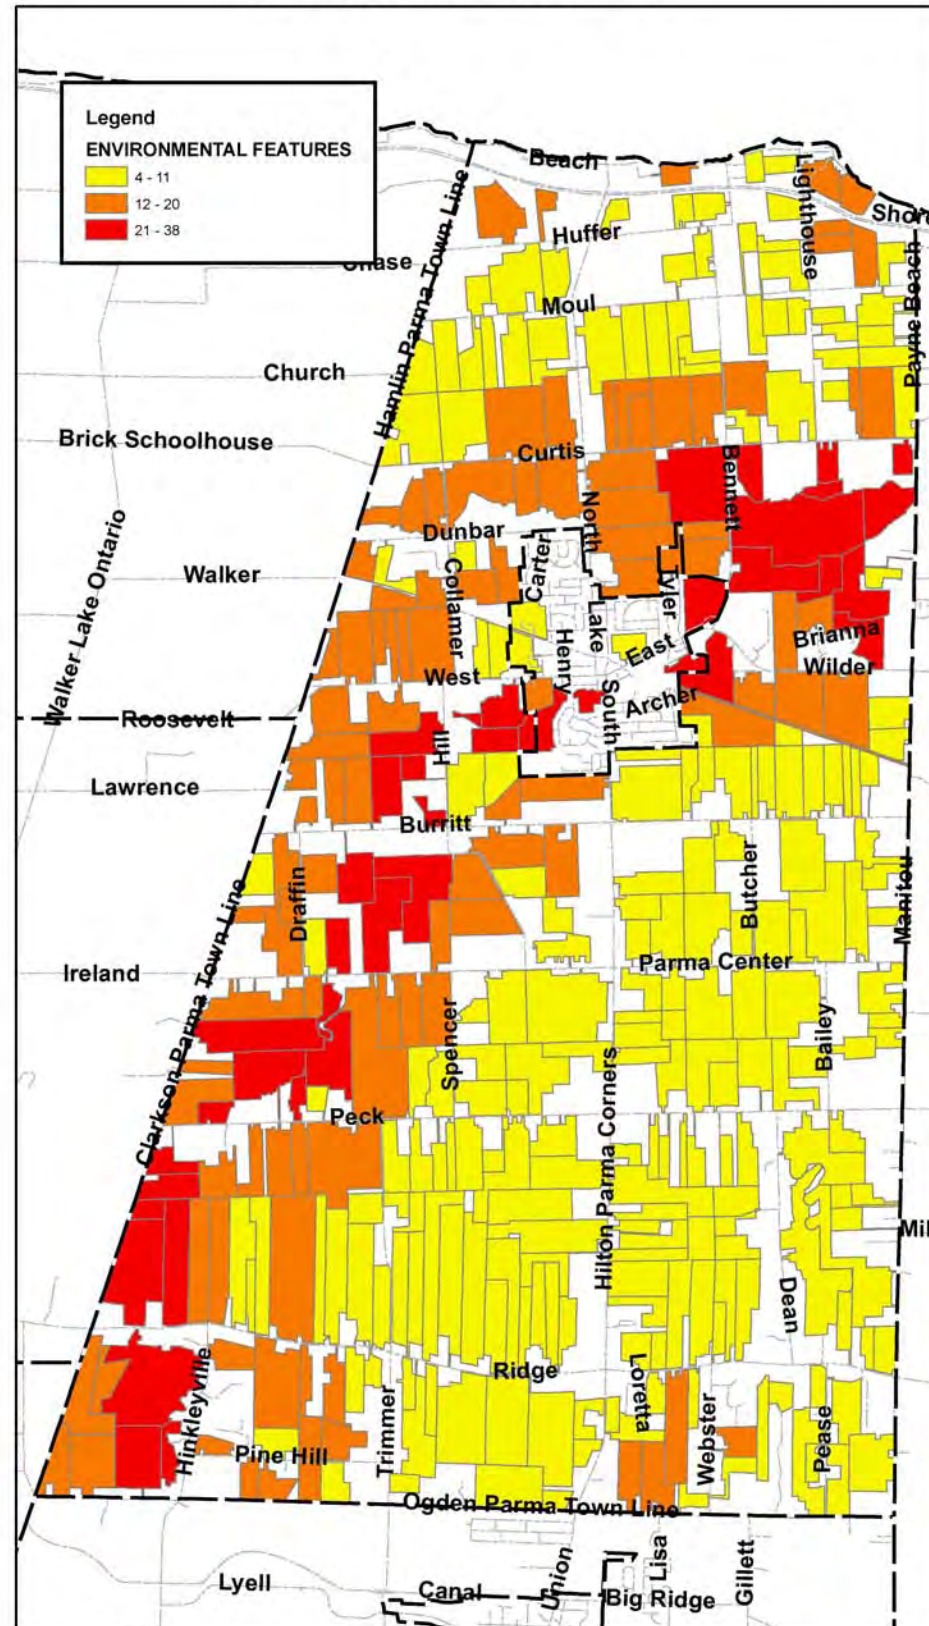 Legend
ENVIRONMENTAL FEATURES
4 - 11
12 - 20
21 - 38
Beach
Lighthouse
Shore
Huffer
Chase
Hamlin Parma Town Line
Moul
Payne Beach
Church
Brick Schoolhouse
Curtis
Bennett
North
Dunbar
Carter
Walker
Collamer
Tyler
Walker Lake Ontario
Lake
Henry
East
Brianna
Wilder
West
South
Archer
Roosevelt
Hill
Lawrence
Burritt
Butcher
Manitou
Draffin
Clarkson Parma Town Line
Ireland
Parma Center
Spencer
Bailey
Hilton Parma Corners
Peck
Mil
Dean
Ridge
Loretta
Hinkleyville
Trimmer
Webster
Pease
Pine Hill
Ogden Parma Town Line
Union
Lisa
Gillett
Lyell
Canal
Big Ridge